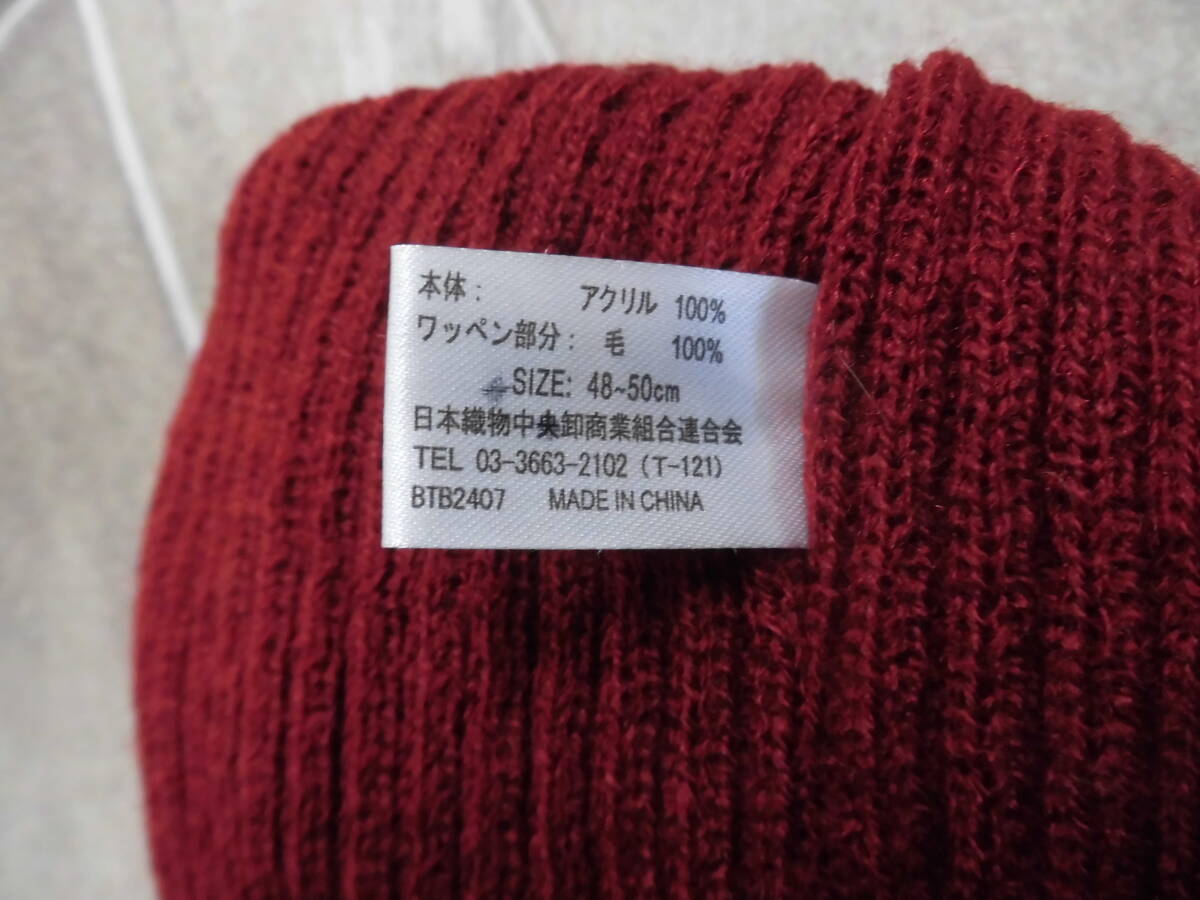 本体： アクリル 100%
ワッペン部分： 毛 100%
SIZE: 48~50cm
日本織物中央卸商業組合連合会
TEL 03-3663-2102 (T-121)
BTB2407 MADE IN CHINA